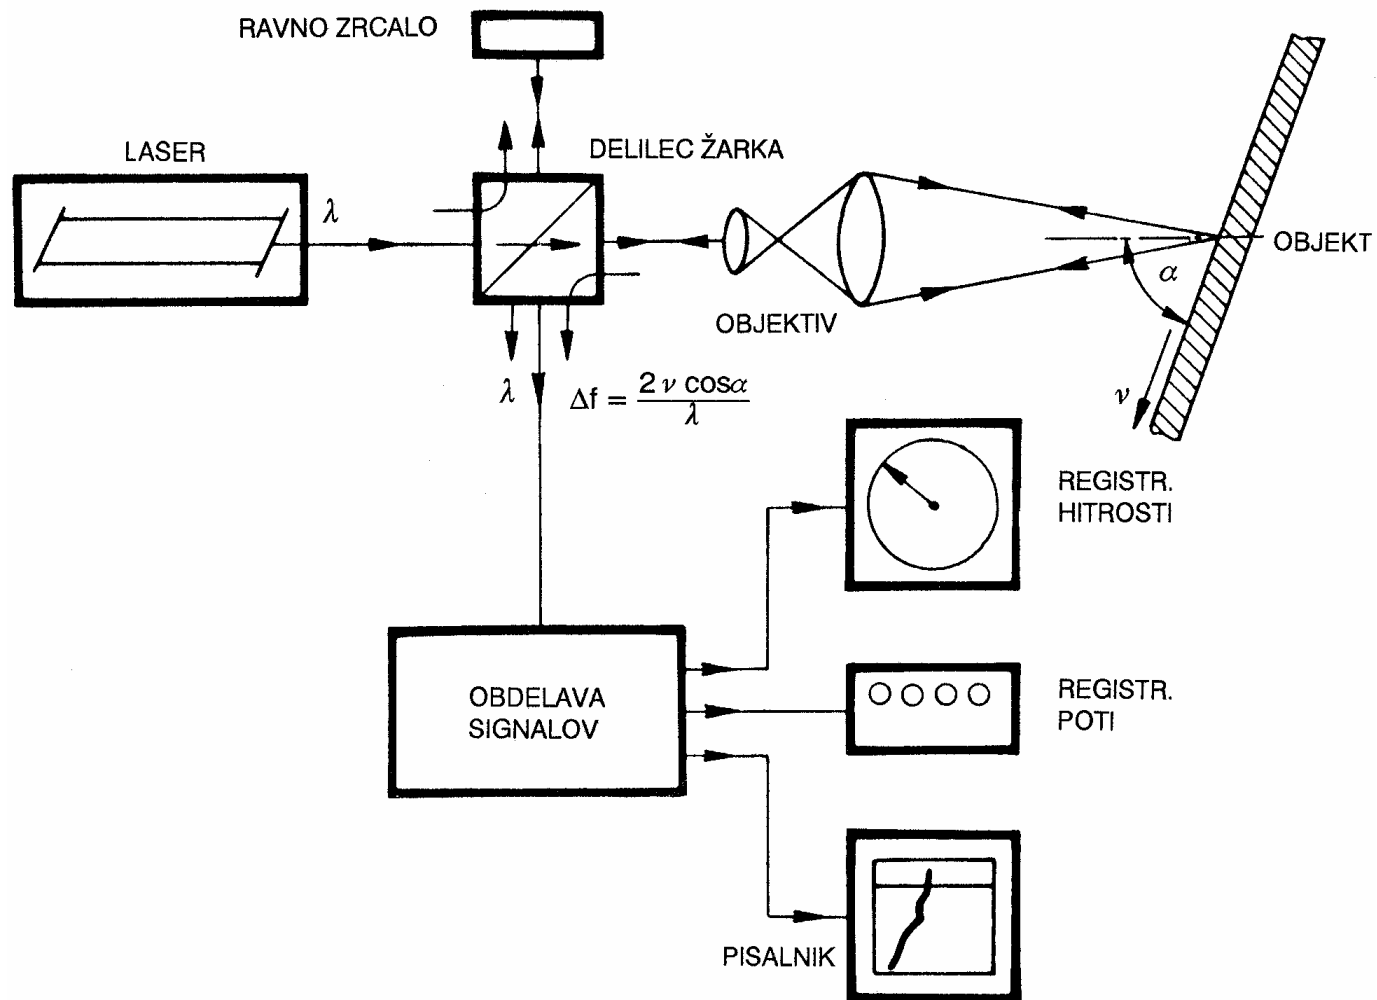 RAVNO ZRCALO
LASER
DELILEC ŽARKA
λ
OBJEKT
α
OBJEKTIV
λ
Δf = 2 ν cosα / λ
ν
REGISTR.
HITROSTI
OBDELAVA
SIGNALOV
REGISTR.
POTI
PISALNIK